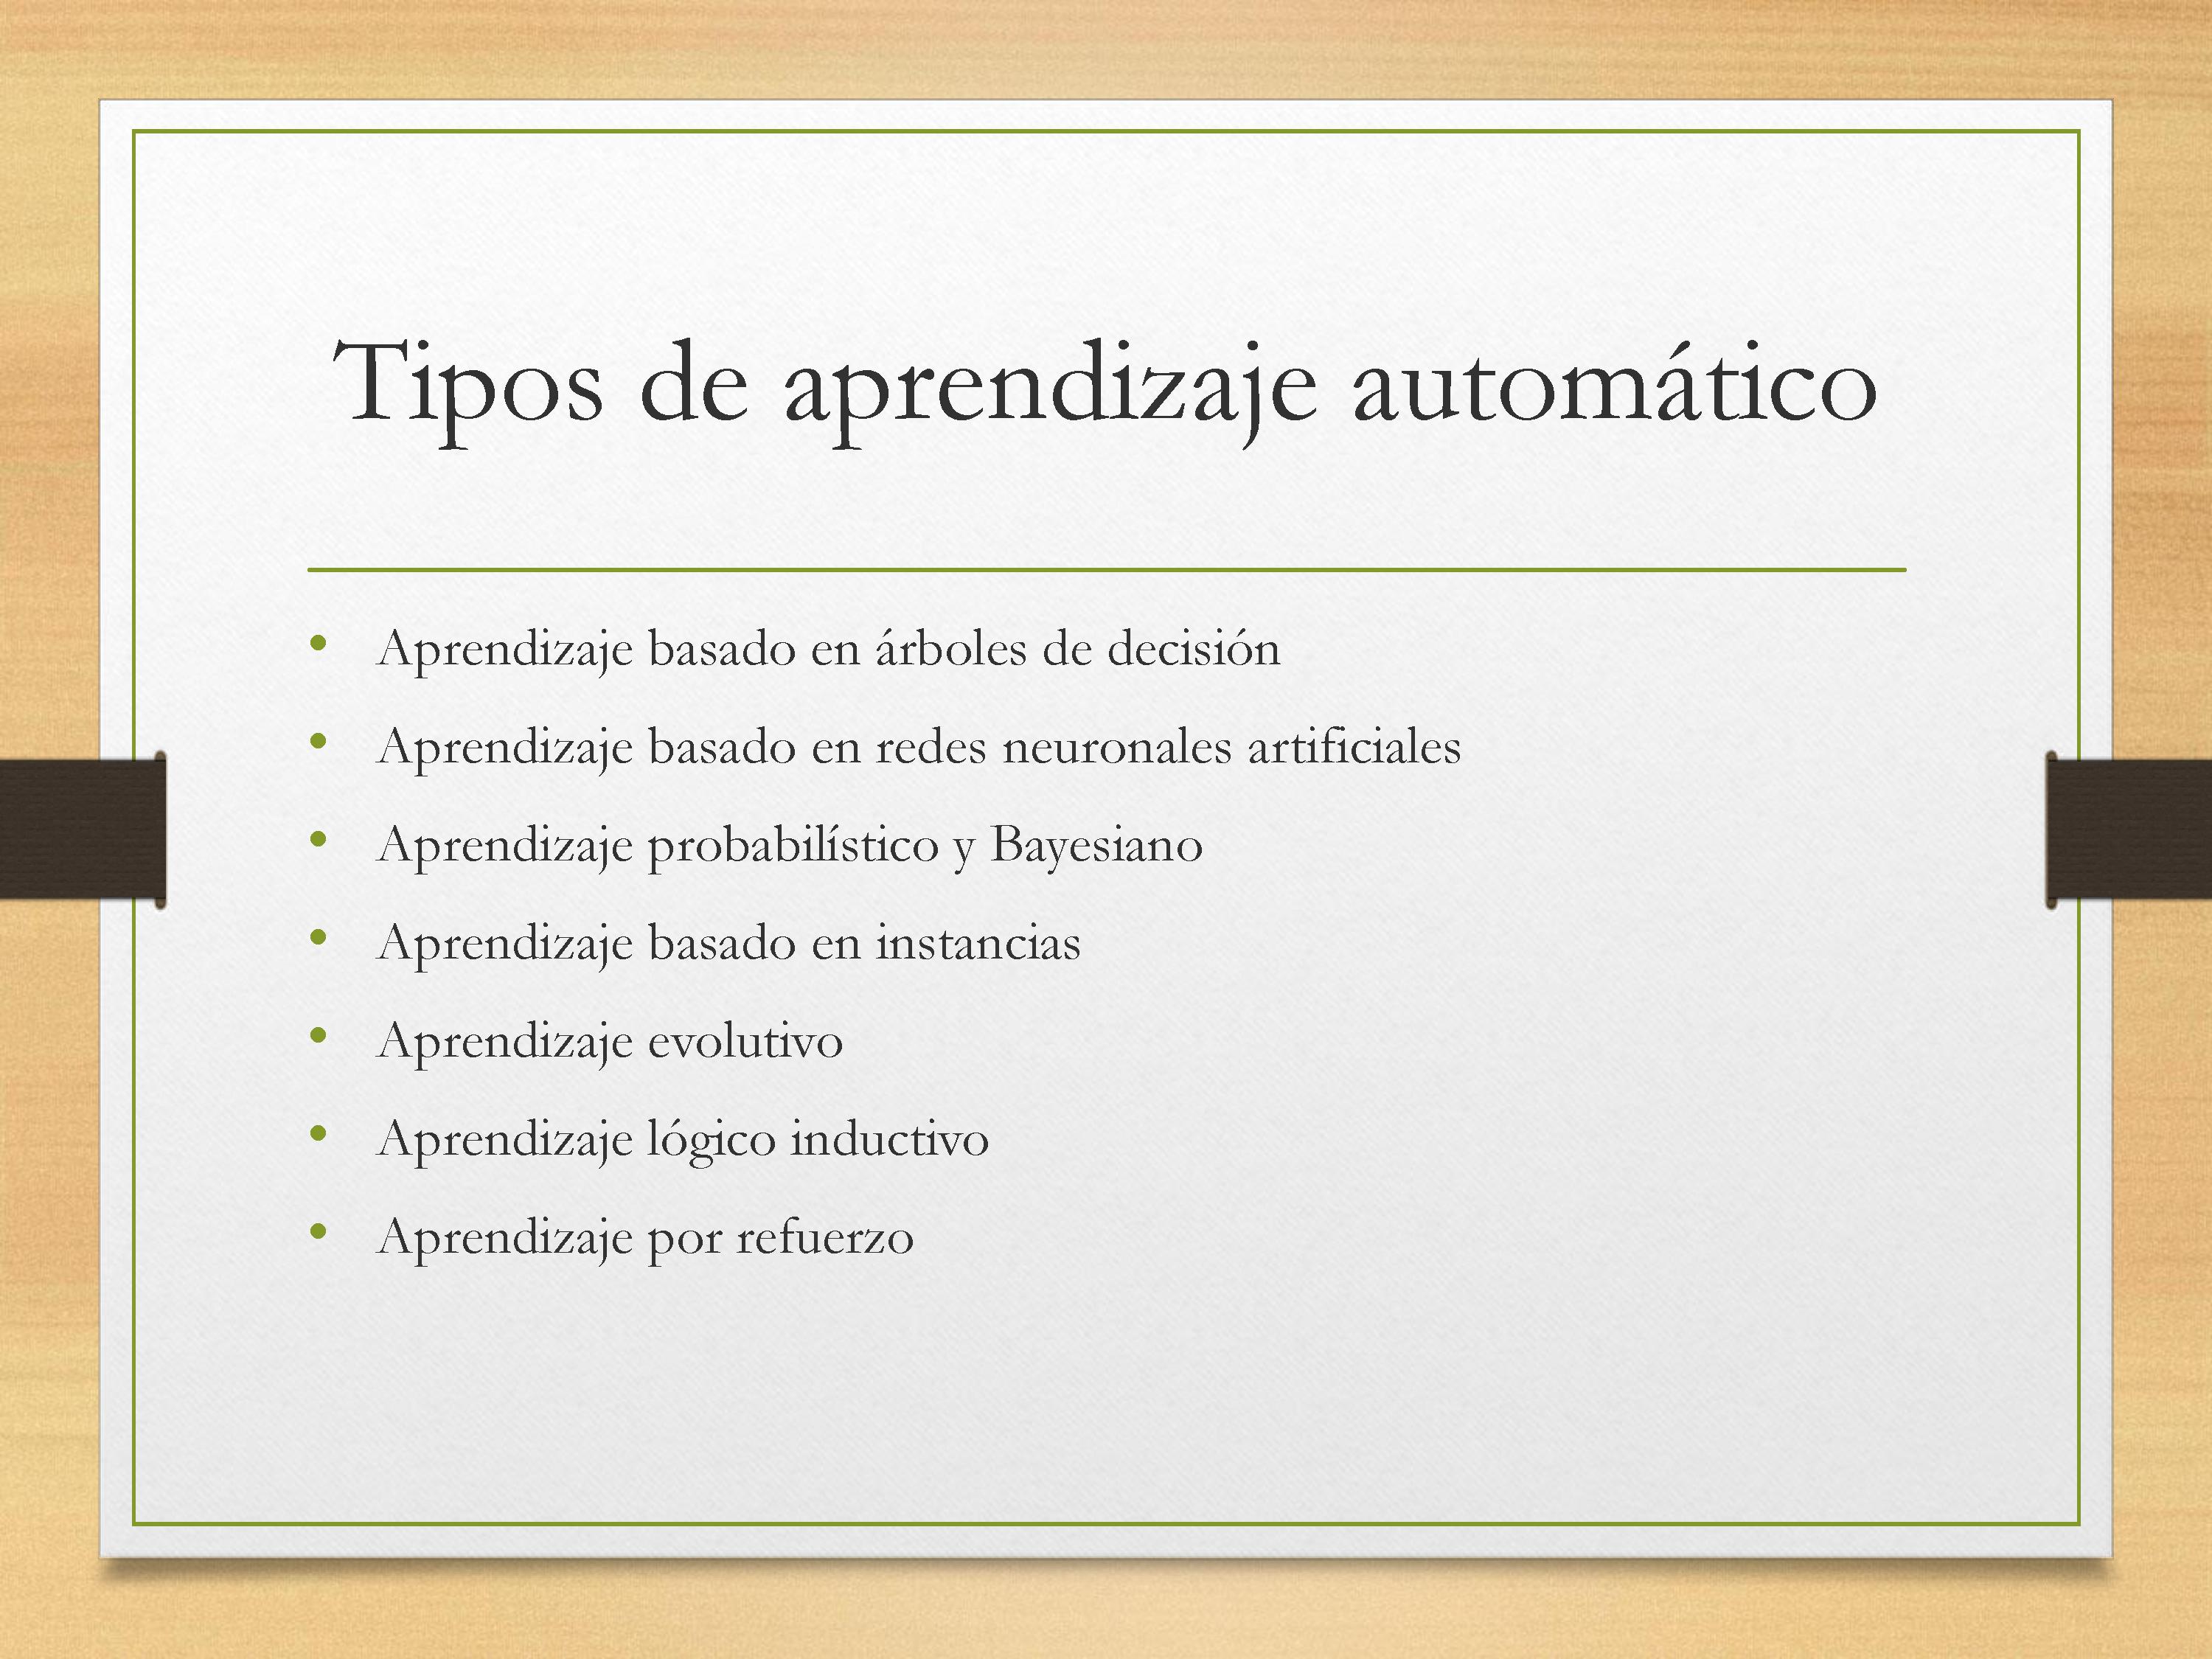 Tipos de aprendizaje automático
• Aprendizaje basado en árboles de decisión
• Aprendizaje basado en redes neuronales artificiales
• Aprendizaje probabilístico y Bayesiano
• Aprendizaje basado en instancias
• Aprendizaje evolutivo
• Aprendizaje lógico inductivo
• Aprendizaje por refuerzo